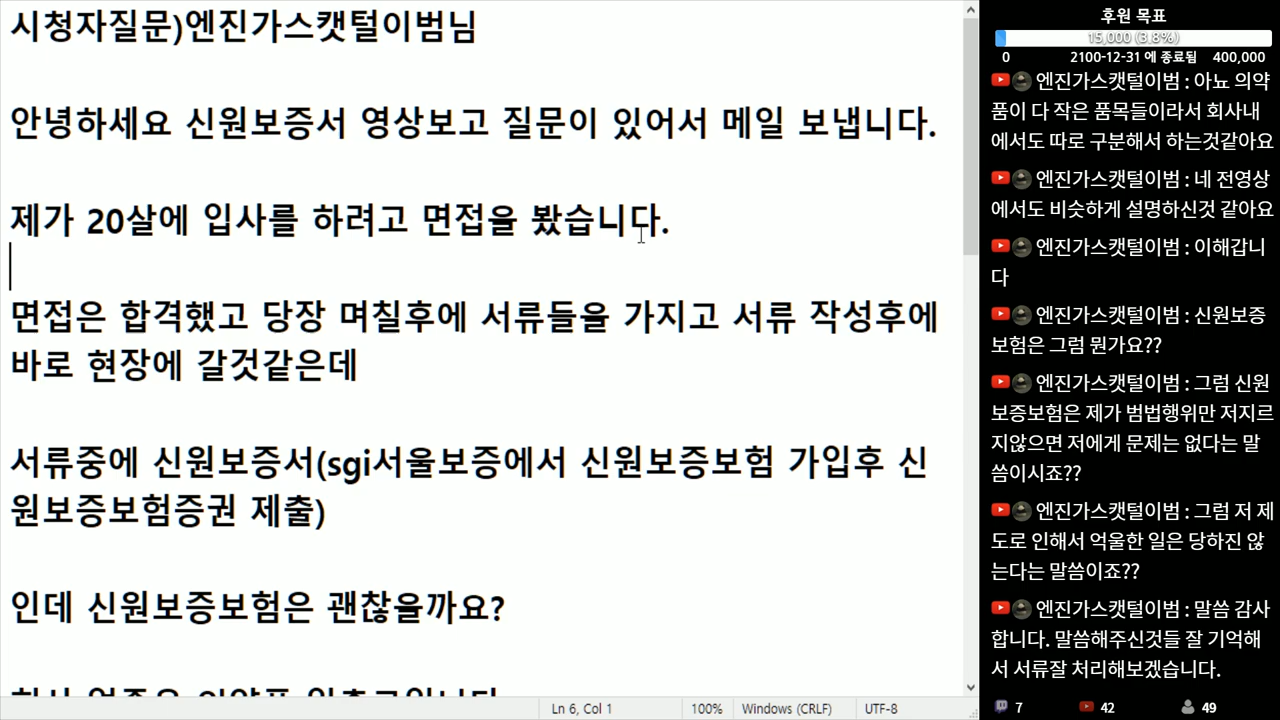 시청자질문)엔진가스캣털이범님
안녕하세요 신원보증서 영상보고 질문이 있어서 메일 보냅니다.
제가 20살에 입사를 하려고 면접을 봤습니다.
면접은 합격했고 당장 며칠후에 서류들을 가지고 서류 작성후에
바로 현장에 갈것같은데
서류중에 신원보증서(sgi서울보증에서 신원보증보험 가입후 신
원보증보험증권 제출)
인데 신원보증보험은 괜찮을까요?
Ln 6, Col 1
100%
Windows (CRLF)
UTF-8
후원 목표
15,000 (3.8%)
0
2100-12-31 에 종료됨
400,000
엔진가스캣털이범 : 아뇨 의약
품이 다 작은 품목들이라서 회사내
에서도 따로 구분해서 하는것같아요
엔진가스캣털이범 : 네 전영상
에서도 비슷하게 설명하신것 같아요
엔진가스캣털이범 : 이해갑니
다
엔진가스캣털이범 : 신원보증
보험은 그럼 뭔가요??
엔진가스캣털이범 : 그럼 신원
보증보험은 제가 범법행위만 저지르
지않으면 저에게 문제는 없다는 말
씀이시죠??
엔진가스캣털이범 : 그럼 저 제
도로 인해서 억울한 일은 당하진 않
는다는 말씀이죠??
엔진가스캣털이범 : 말씀 감사
합니다. 말씀해주신것들 잘 기억해
서 서류잘 처리해보겠습니다.
7
42
49